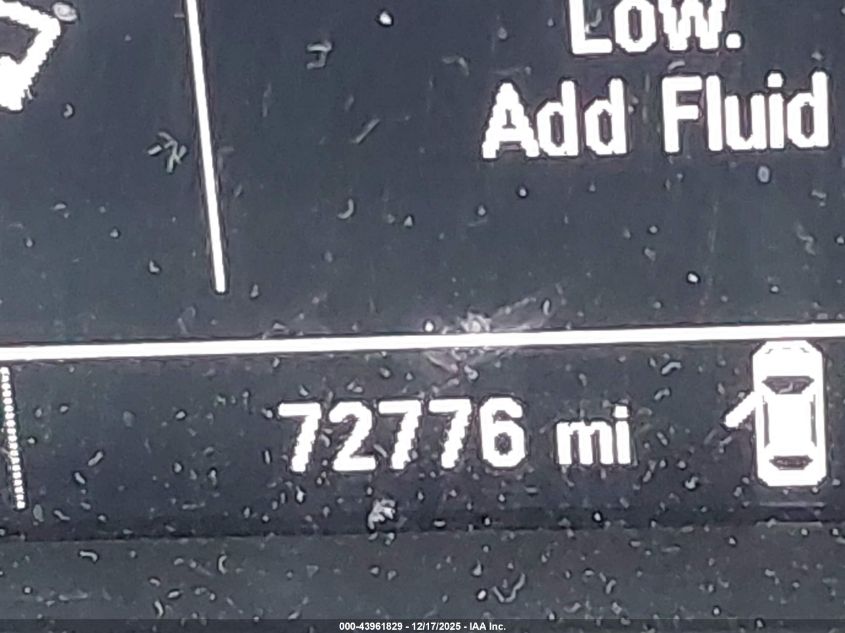 Low.
Add Fluid
72776 mi
000-43961829 - 12/17/2025 - IAA Inc.